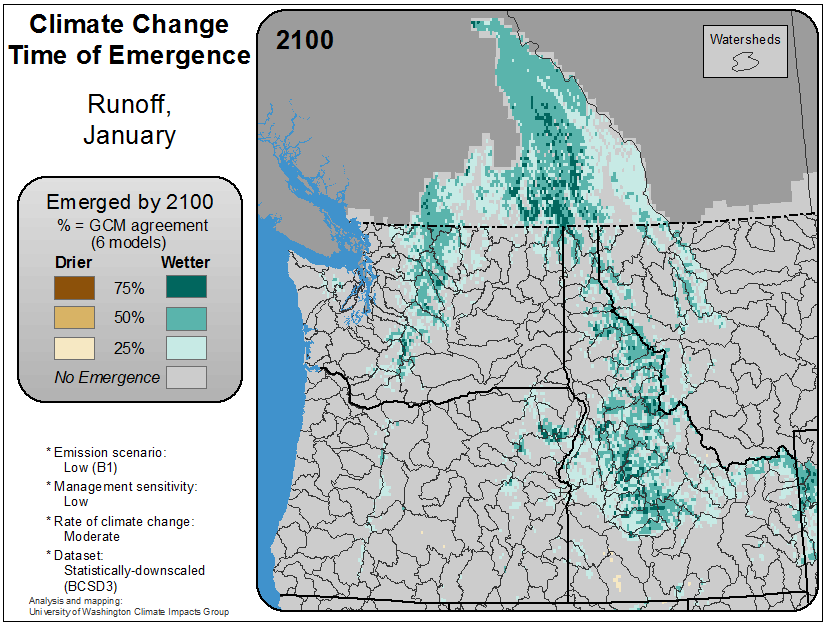 Climate Change
Time of Emergence
Runoff,
January
Emerged by 2100
% = GCM agreement
(6 models)
Drier Wetter
75%
50%
25%
No Emergence
* Emission scenario:
Low (B1)
* Management sensitivity:
Low
* Rate of climate change:
Moderate
* Dataset:
Statistically-downscaled
(BCSD3)
Analysis and mapping:
University of Washington Climate Impacts Group
2100
Watersheds